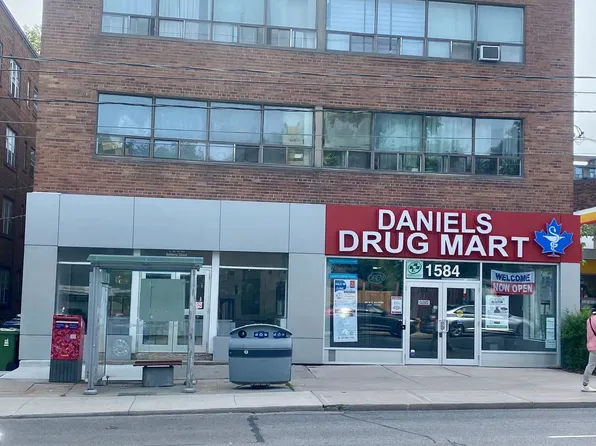 DANIELS
DRUG MART
1584
WELCOME
NOW OPEN